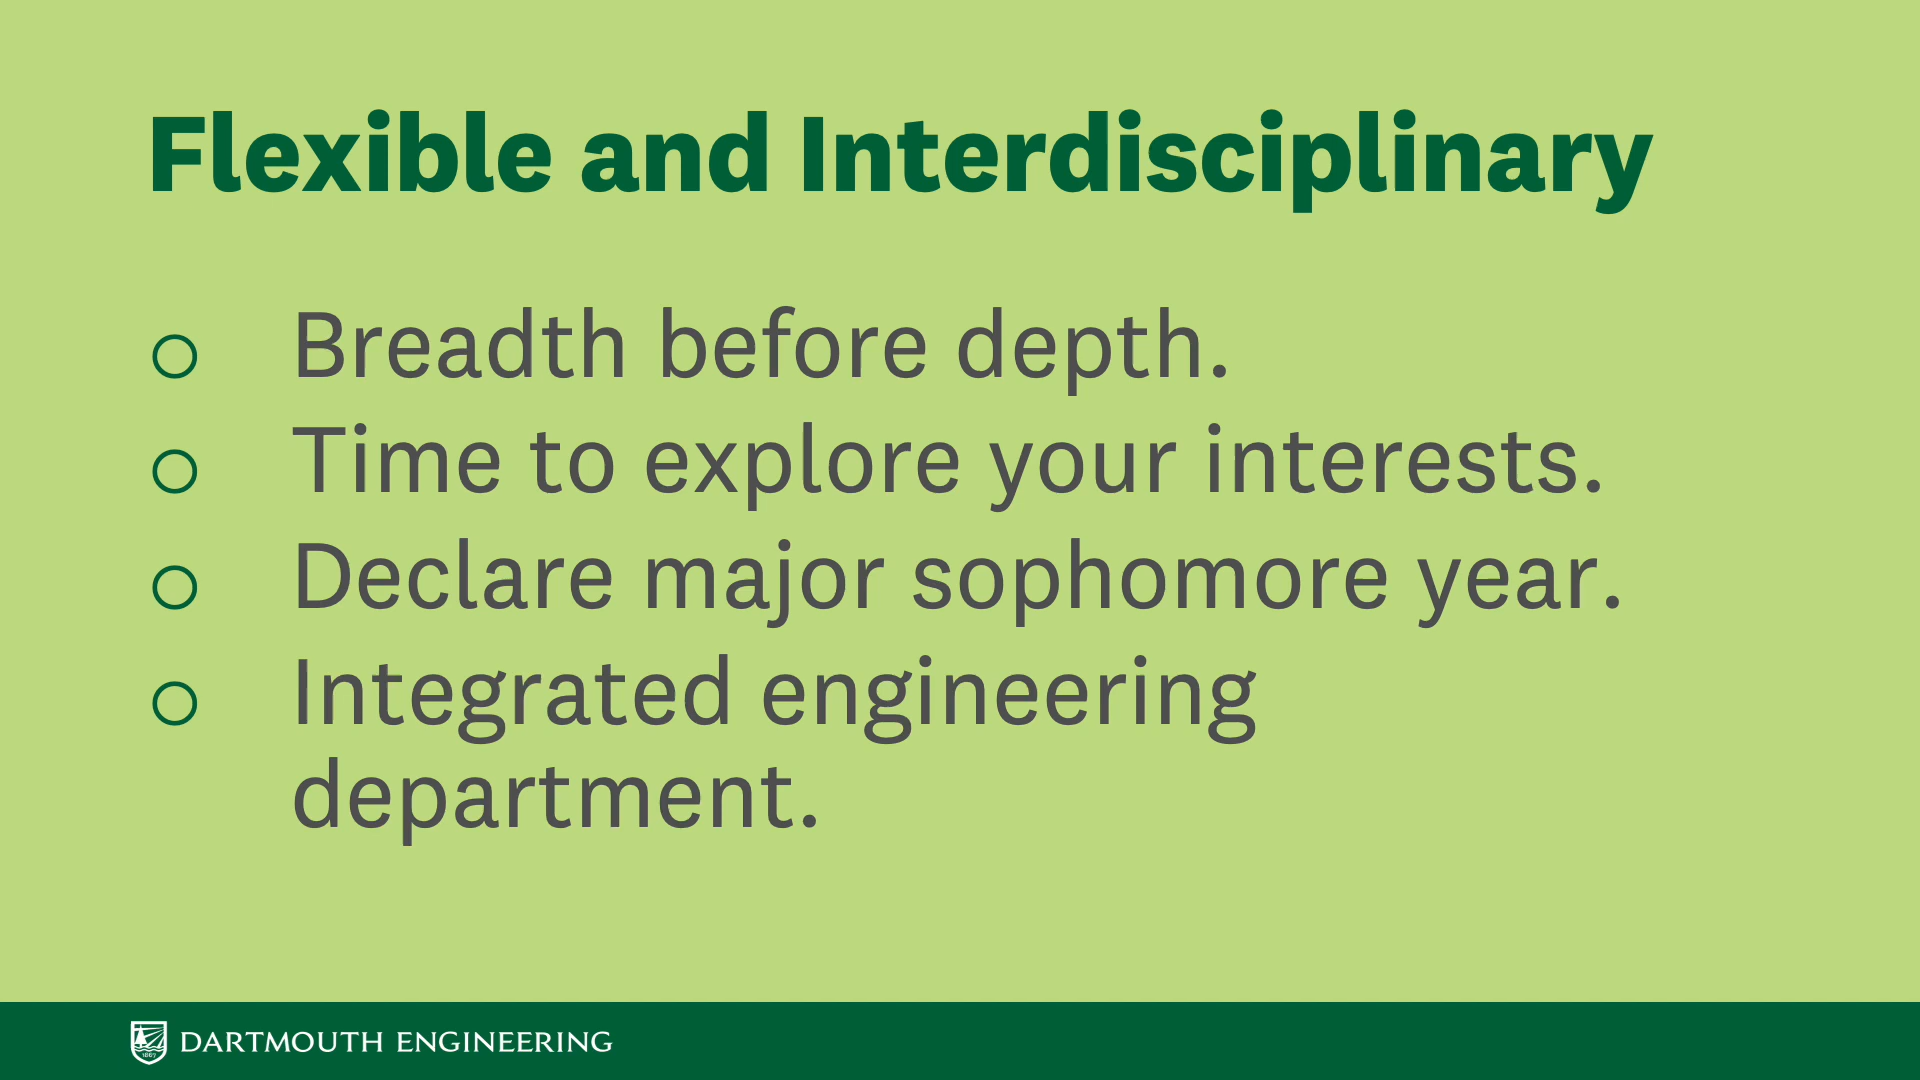 Flexible and Interdisciplinary
Breadth before depth.
Time to explore your interests.
Declare major sophomore year.
Integrated engineering
department.
DARTMOUTH ENGINEERING